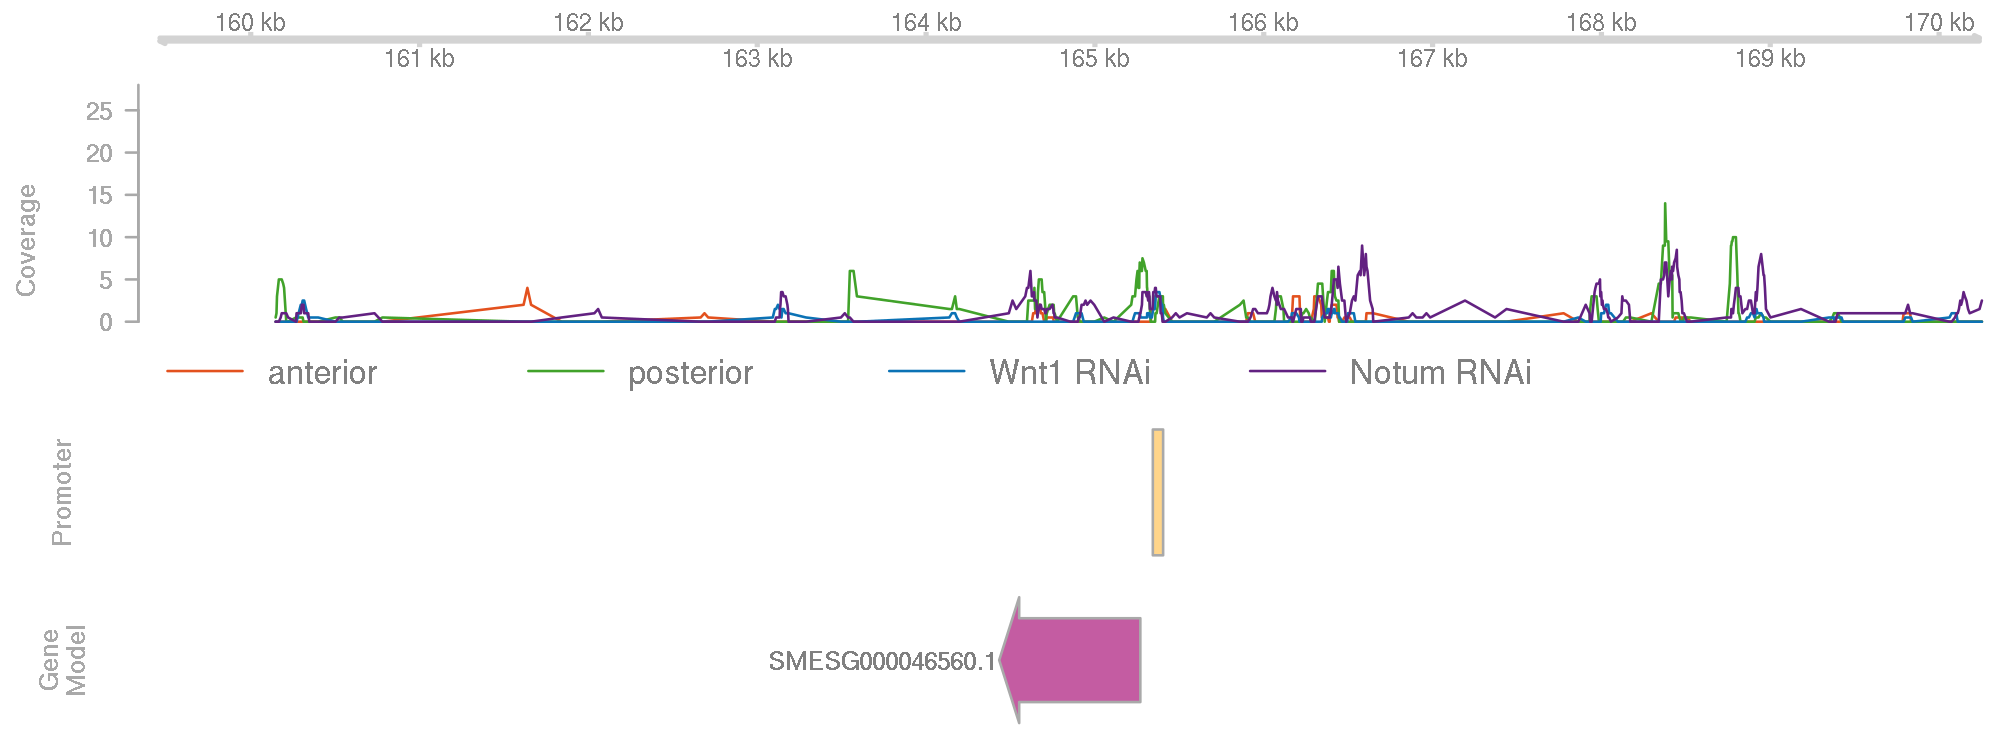 160 kb 162 kb 164 kb 166 kb 168 kb 170 kb
161 kb 163 kb 165 kb 167 kb 169 kb
Coverage
25
20
15
10
5
0
anterior posterior Wnt1 RNAi Notum RNAi
Promoter
Gene
Model
SMESG000046560.1